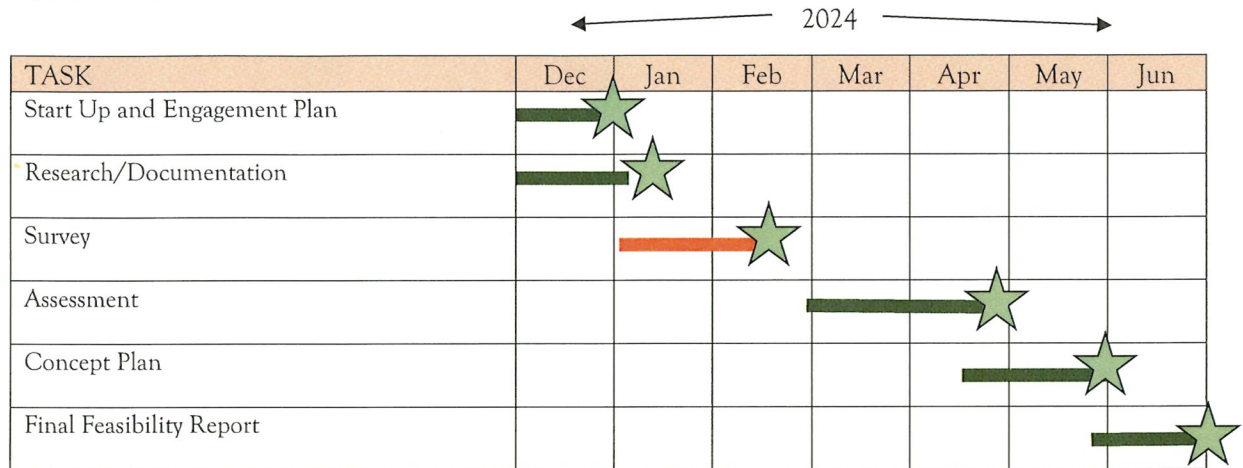 2024
TASK Dec Jan Feb Mar Apr May Jun
Start Up and Engagement Plan
Research/Documentation
Survey
Assessment
Concept Plan
Final Feasibility Report